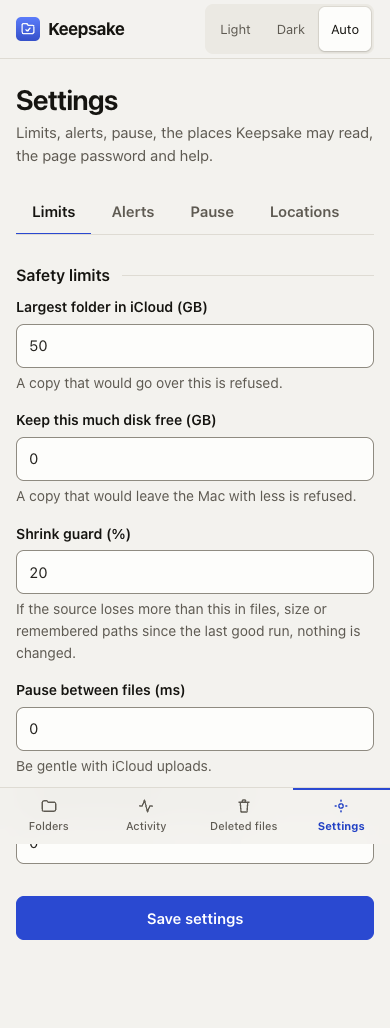 Keepsake
Light
Dark
Auto
Settings
Limits, alerts, pause, the places Keepsake may read,
the page password and help.
Limits
Alerts
Pause
Locations
Safety limits
Largest folder in iCloud (GB)
50
A copy that would go over this is refused.
Keep this much disk free (GB)
0
A copy that would leave the Mac with less is refused.
Shrink guard (%)
20
If the source loses more than this in files, size or
remembered paths since the last good run, nothing is
changed.
Pause between files (ms)
0
Be gentle with iCloud uploads.
Folders
Activity
Deleted files
Settings
Save settings